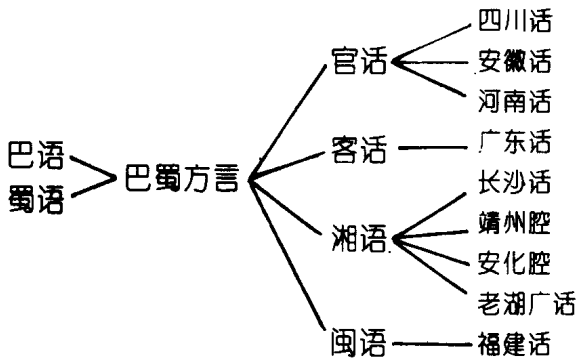 巴语
蜀语
巴蜀方言
官话
四川话
安徽话
河南话
客话
广东话
湘语
长沙话
靖州腔
安化腔
老湖广话
闽语
福建话